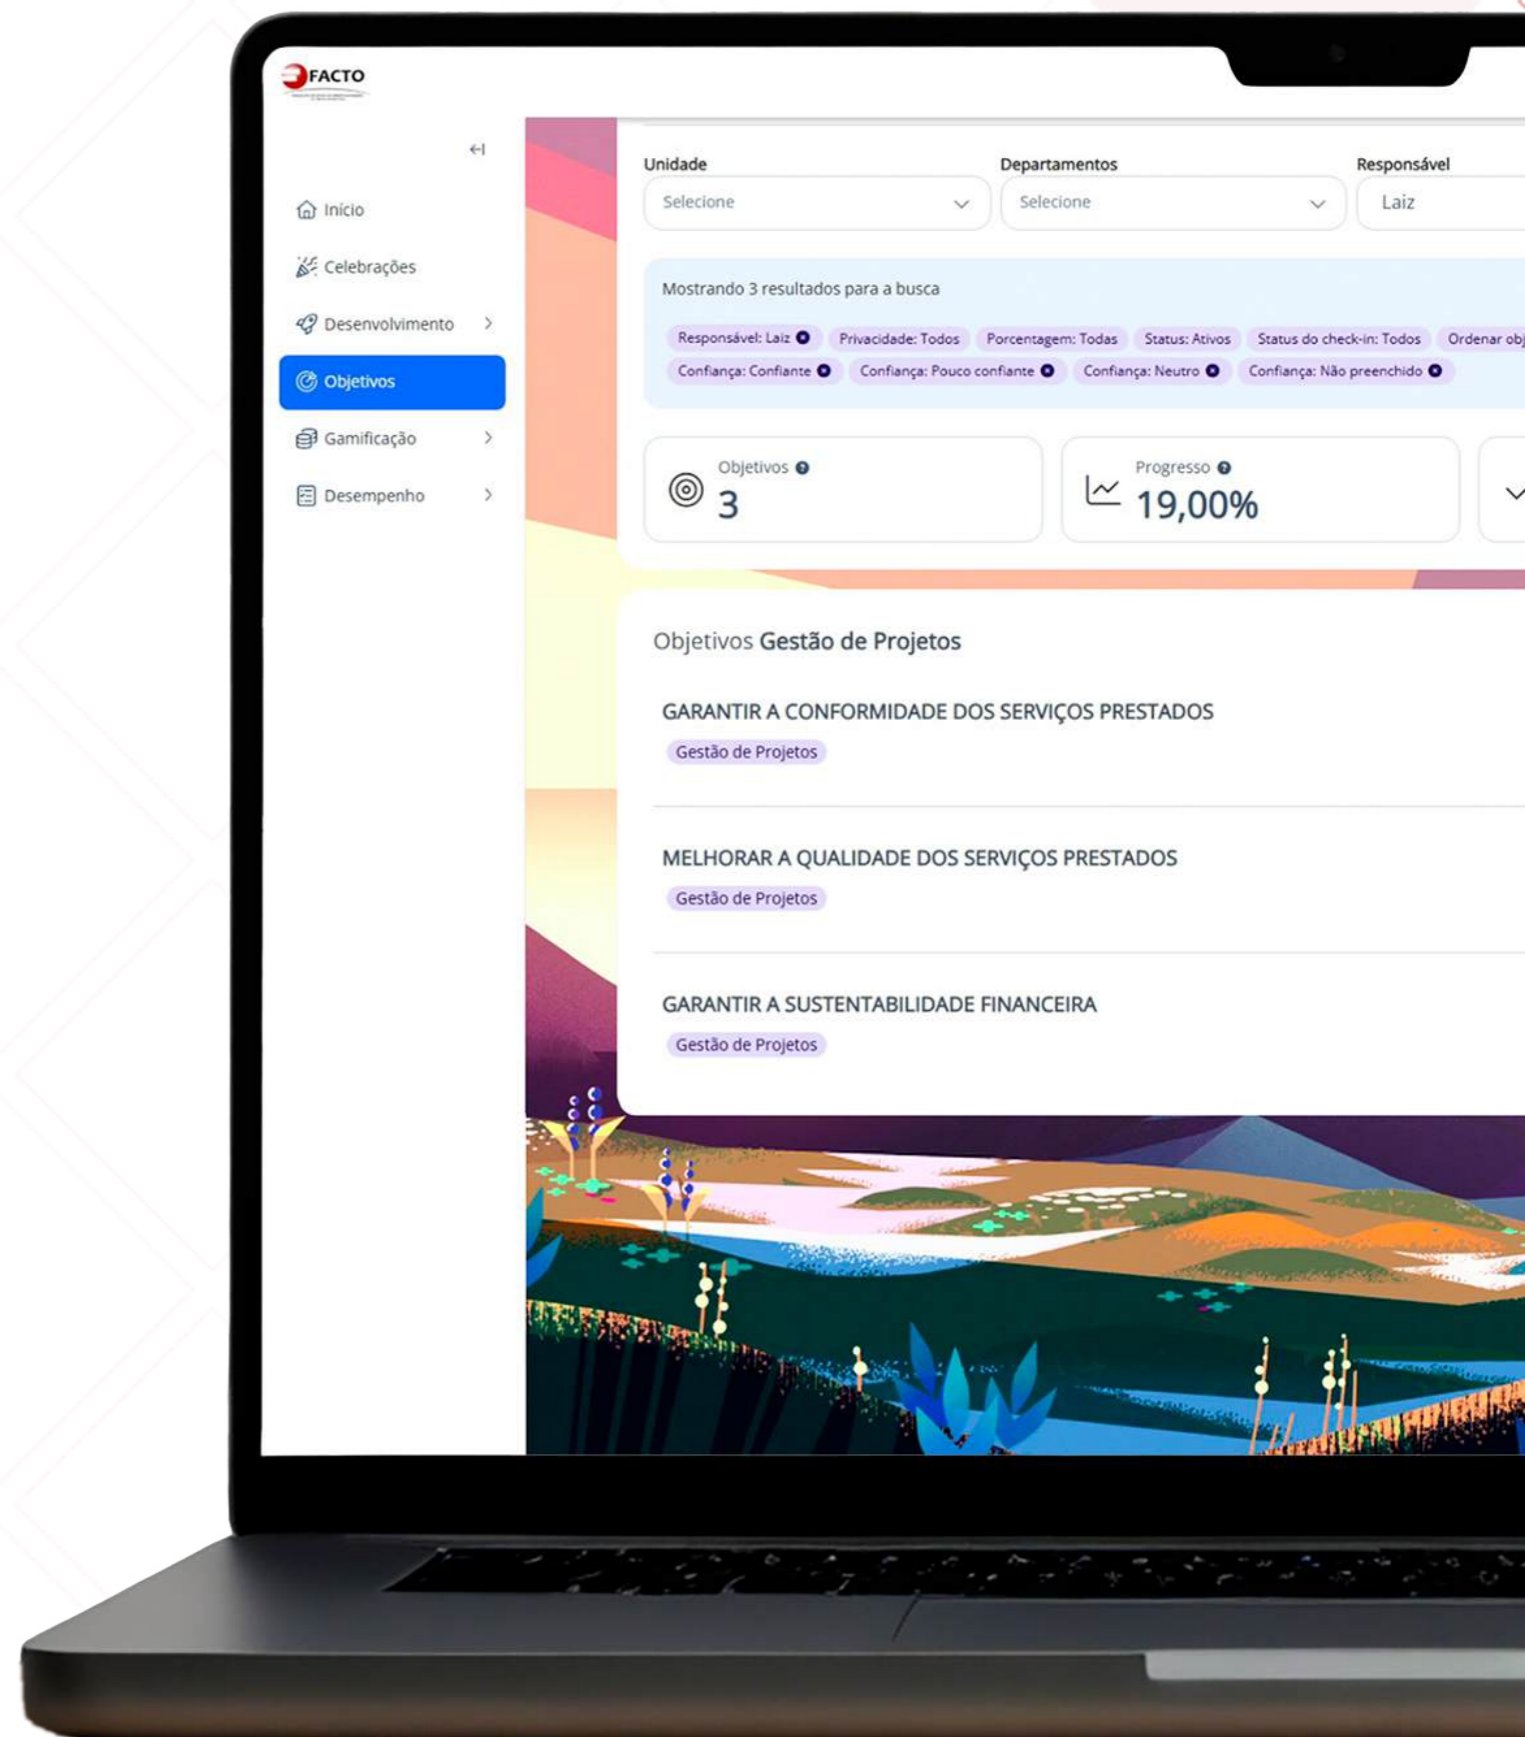 FACTO
Início
Celebrações
Desenvolvimento
Objetivos
Gamificação
Desempenho
Unidade
Selecione
Departamentos
Selecione
Responsável
Laiz
Mostrando 3 resultados para a busca
Responsável: Laiz Privacidade: Todos Porcentagem: Todas Status: Ativos Status do check-in: Todos Ordenar obj
Confiança: Confiante Confiança: Pouco confiante Confiança: Neutro Confiança: Não preenchido
Objetivos
3
Progresso
19,00%
Objetivos Gestão de Projetos
GARANTIR A CONFORMIDADE DOS SERVIÇOS PRESTADOS
Gestão de Projetos
MELHORAR A QUALIDADE DOS SERVIÇOS PRESTADOS
Gestão de Projetos
GARANTIR A SUSTENTABILIDADE FINANCEIRA
Gestão de Projetos